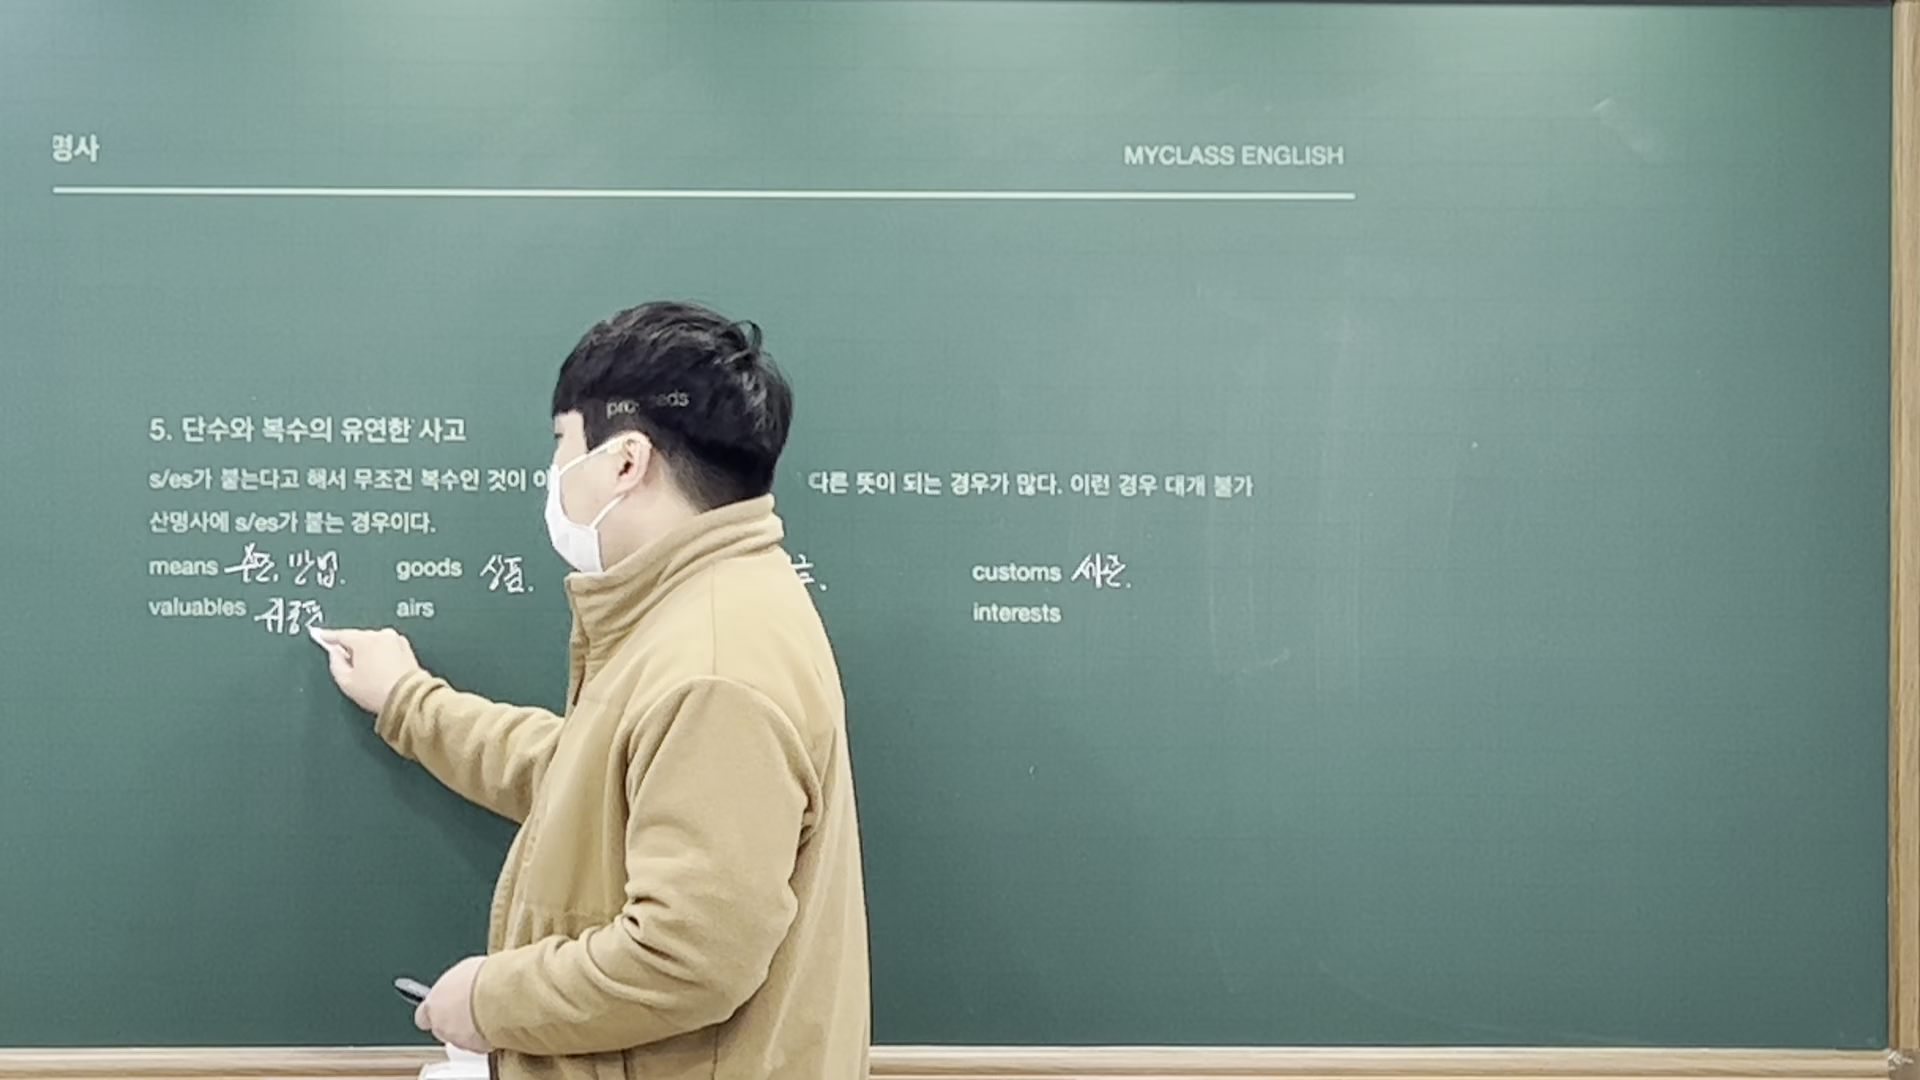 명사 MYCLASS ENGLISH
5. 단수와 복수의 유연한 사고
s/es가 붙는다고 해서 무조건 복수인 것이 다른 뜻이 되는 경우가 많다. 이런 경우 대개 불가
산명사에 s/es가 붙는 경우이다.
means 수단, 방법. goods 상품. proceeds customs 세관.
valuables 귀중품 airs interests